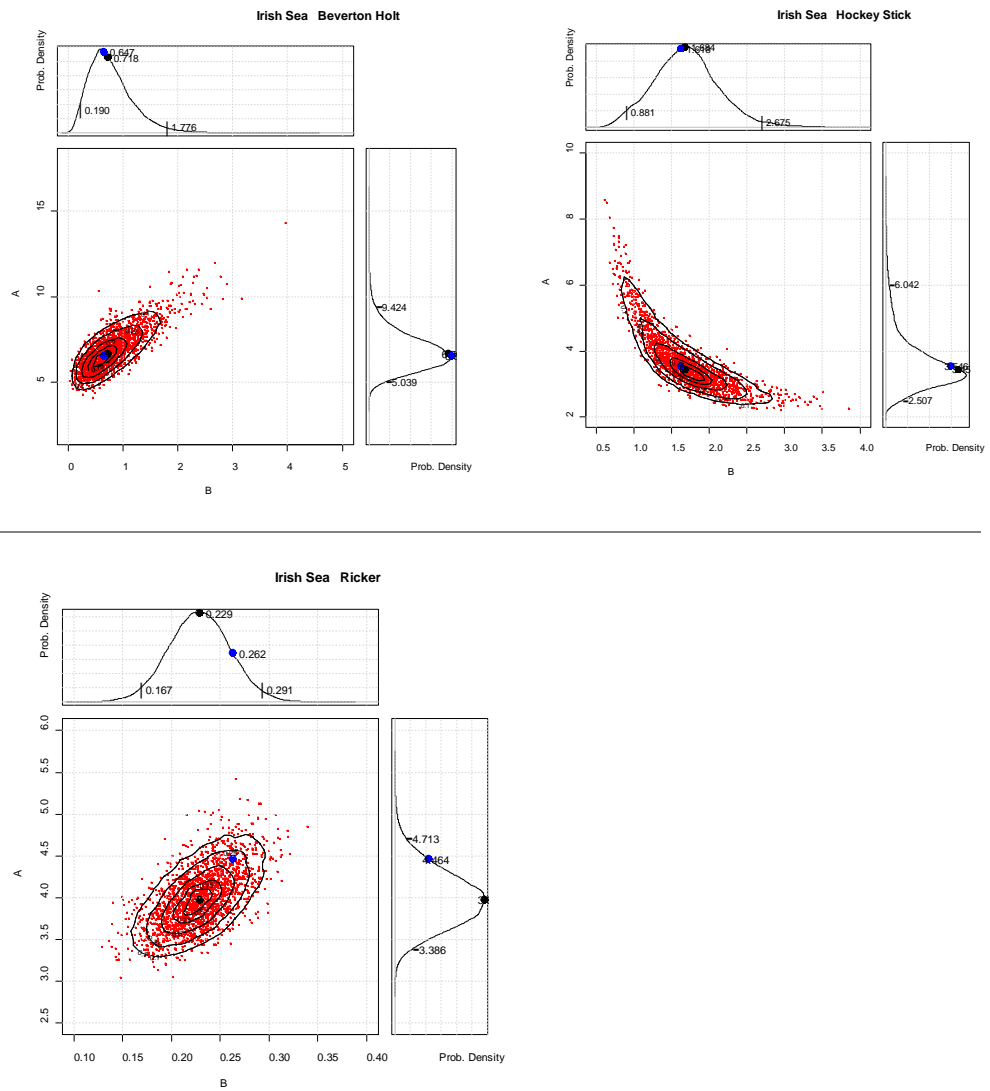 Irish Sea Beverton Holt
Prob. Density
0.647
0.718
0.190
1.776
A
15
10
5
9.424
5.039
0 1 2 3 4 5
Prob. Density
B
Irish Sea Hockey Stick
Prob. Density
0.881
2.675
A
10
8
6
4
2
6.042
2.507
0.5 1.0 1.5 2.0 2.5 3.0 3.5 4.0
Prob. Density
B
Irish Sea Ricker
Prob. Density
0.229
0.262
0.167
0.291
A
6.0
5.5
5.0
4.5
4.0
3.5
3.0
2.5
4.713
4.464
3.386
0.10 0.15 0.20 0.25 0.30 0.35 0.40
Prob. Density
B